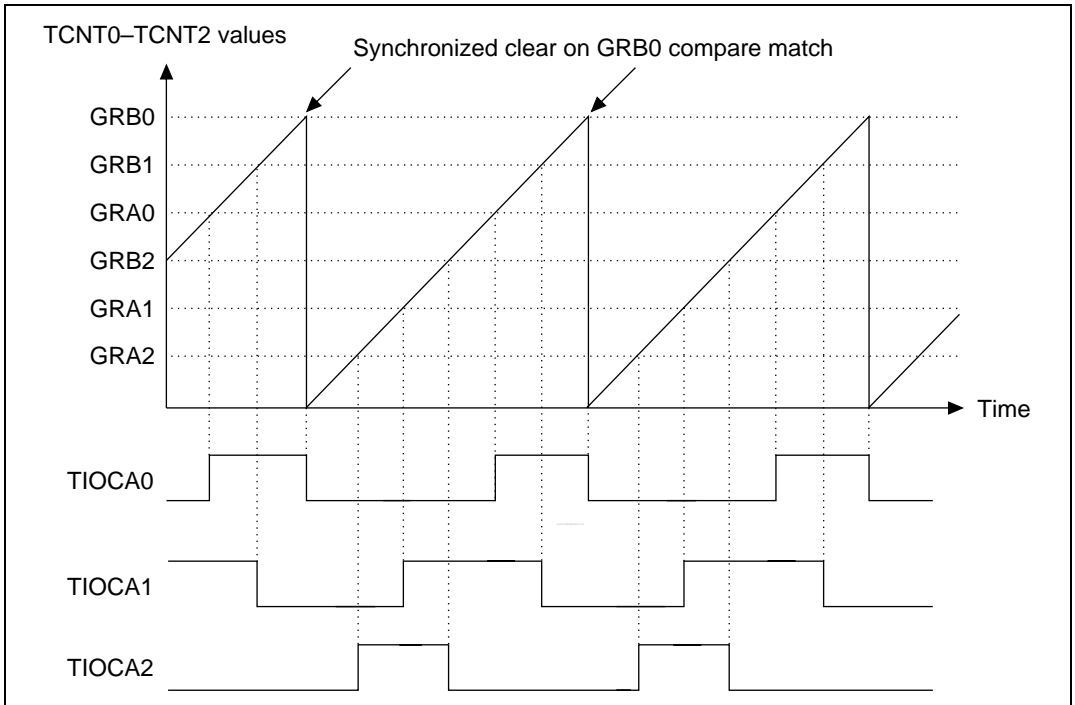 TCNT0–TCNT2 values
Synchronized clear on GRB0 compare match
GRB0
GRB1
GRA0
GRB2
GRA1
GRA2
Time
TIOCA0
TIOCA1
TIOCA2